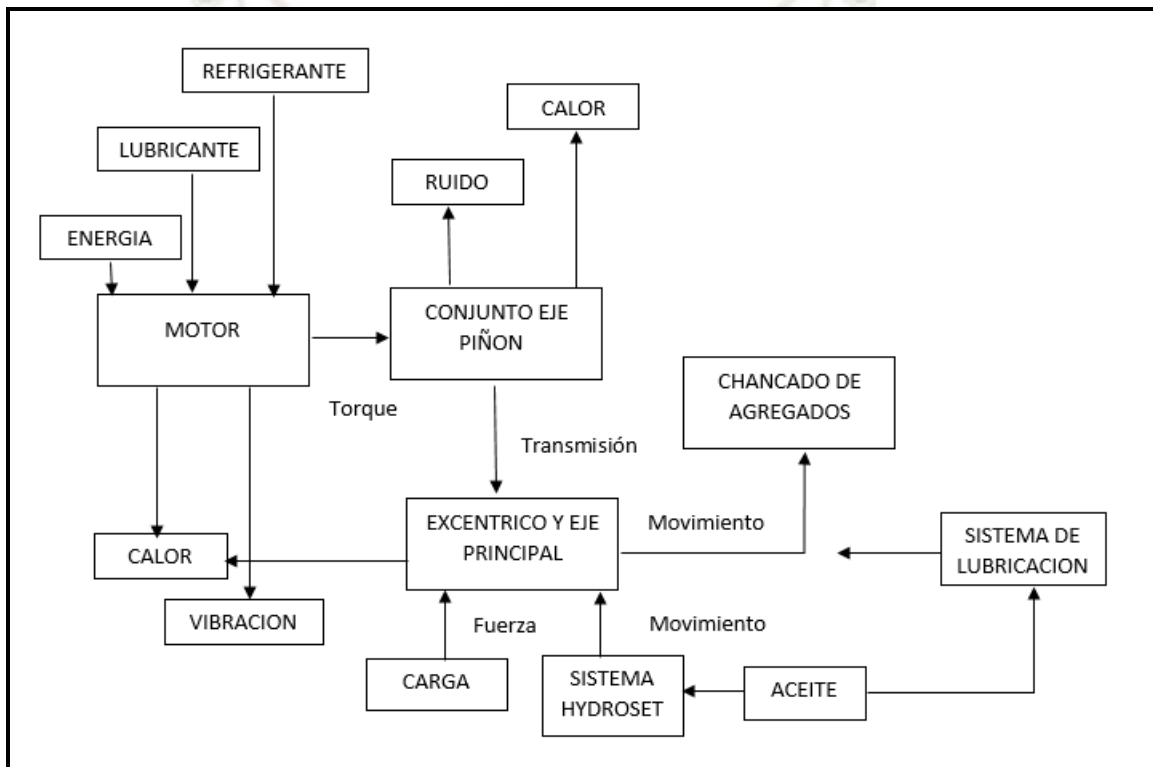 REFRIGERANTE
CALOR
LUBRICANTE
RUIDO
ENERGIA
MOTOR
CONJUNTO EJE
PIÑON
CHANCADO DE
AGREGADOS
Torque
Transmisión
EXCENTRICO Y EJE
PRINCIPAL
Movimiento
SISTEMA DE
LUBRICACION
CALOR
VIBRACION
Fuerza
Movimiento
CARGA
SISTEMA
HYDROSET
ACEITE